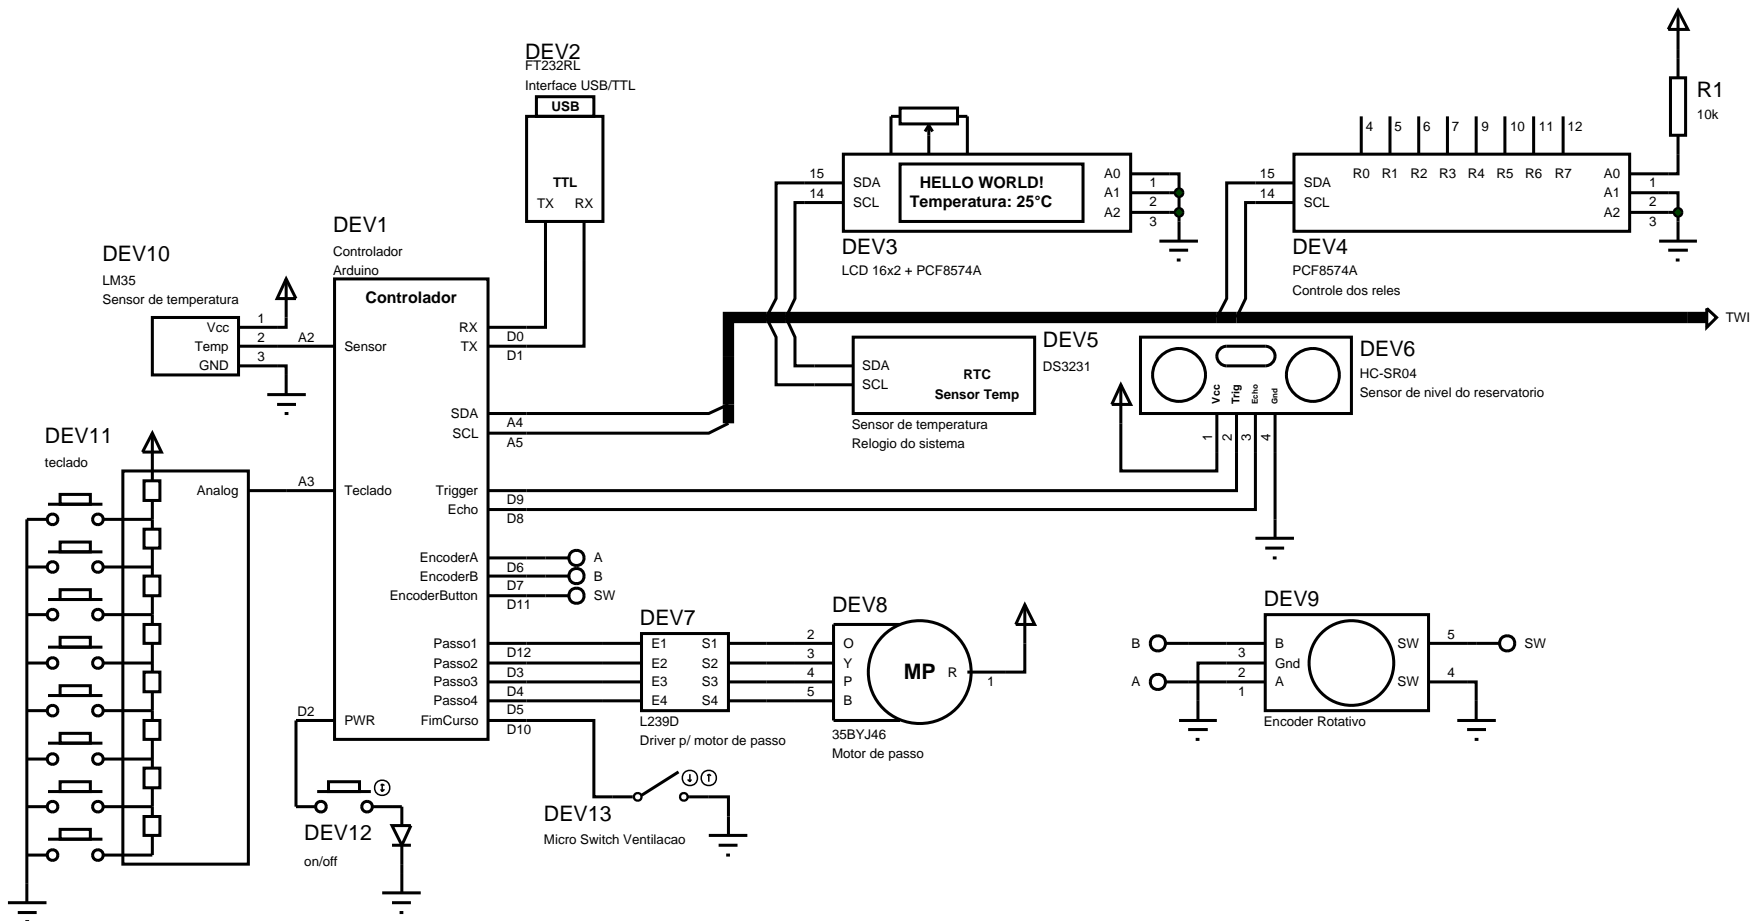 DEV2
FT232RL
Interface USB/TTL
USB
TTL
TX RX
R1
10k
4 5 6 7 9 10 11 12
R0 R1 R2 R3 R4 R5 R6 R7
15 SDA
14 SCL
A0 1
A1 2
A2 3
DEV4
PCF8574A
Controle dos reles
HELLO WORLD!
Temperatura: 25°C
15 SDA
14 SCL
A0 1
A1 2
A2 3
DEV3
LCD 16x2 + PCF8574A
TWI
DEV1
Controlador
Arduino
Controlador
RX D0
TX D1
SDA A4
SCL A5
Trigger D9
Echo D8
EncoderA D6 A
EncoderB D7 B
EncoderButton D11 SW
Passo1 D12
Passo2 D3
Passo3 D4
Passo4 D5
FimCurso D10
A2 Sensor
A3 Teclado
D2 PWR
DEV10
LM35
Sensor de temperatura
Vcc 1
Temp 2
GND 3
DEV5
DS3231
SDA
SCL
RTC
Sensor Temp
Sensor de temperatura
Relogio do sistema
DEV6
HC-SR04
Sensor de nivel do reservatorio
Vcc Trig Echo Gnd
1 2 3 4
DEV11
teclado
Analog
DEV7
E1 S1
E2 S2
E3 S3
E4 S4
L239D
Driver p/ motor de passo
DEV8
2 O
3 Y
4 P
5 B
MP R 1
35BYJ46
Motor de passo
DEV9
B 3 B
2 Gnd
A 1 A
SW 5 SW
SW 4
Encoder Rotativo
DEV12
on/off
DEV13
Micro Switch Ventilacao